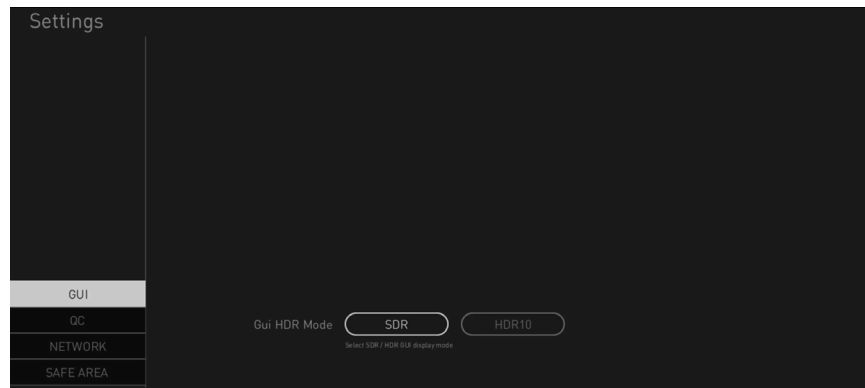 Settings
GUI
QC
NETWORK
SAFE AREA
Gui HDR Mode SDR HDR10
Select SDR / HDR GUI display mode